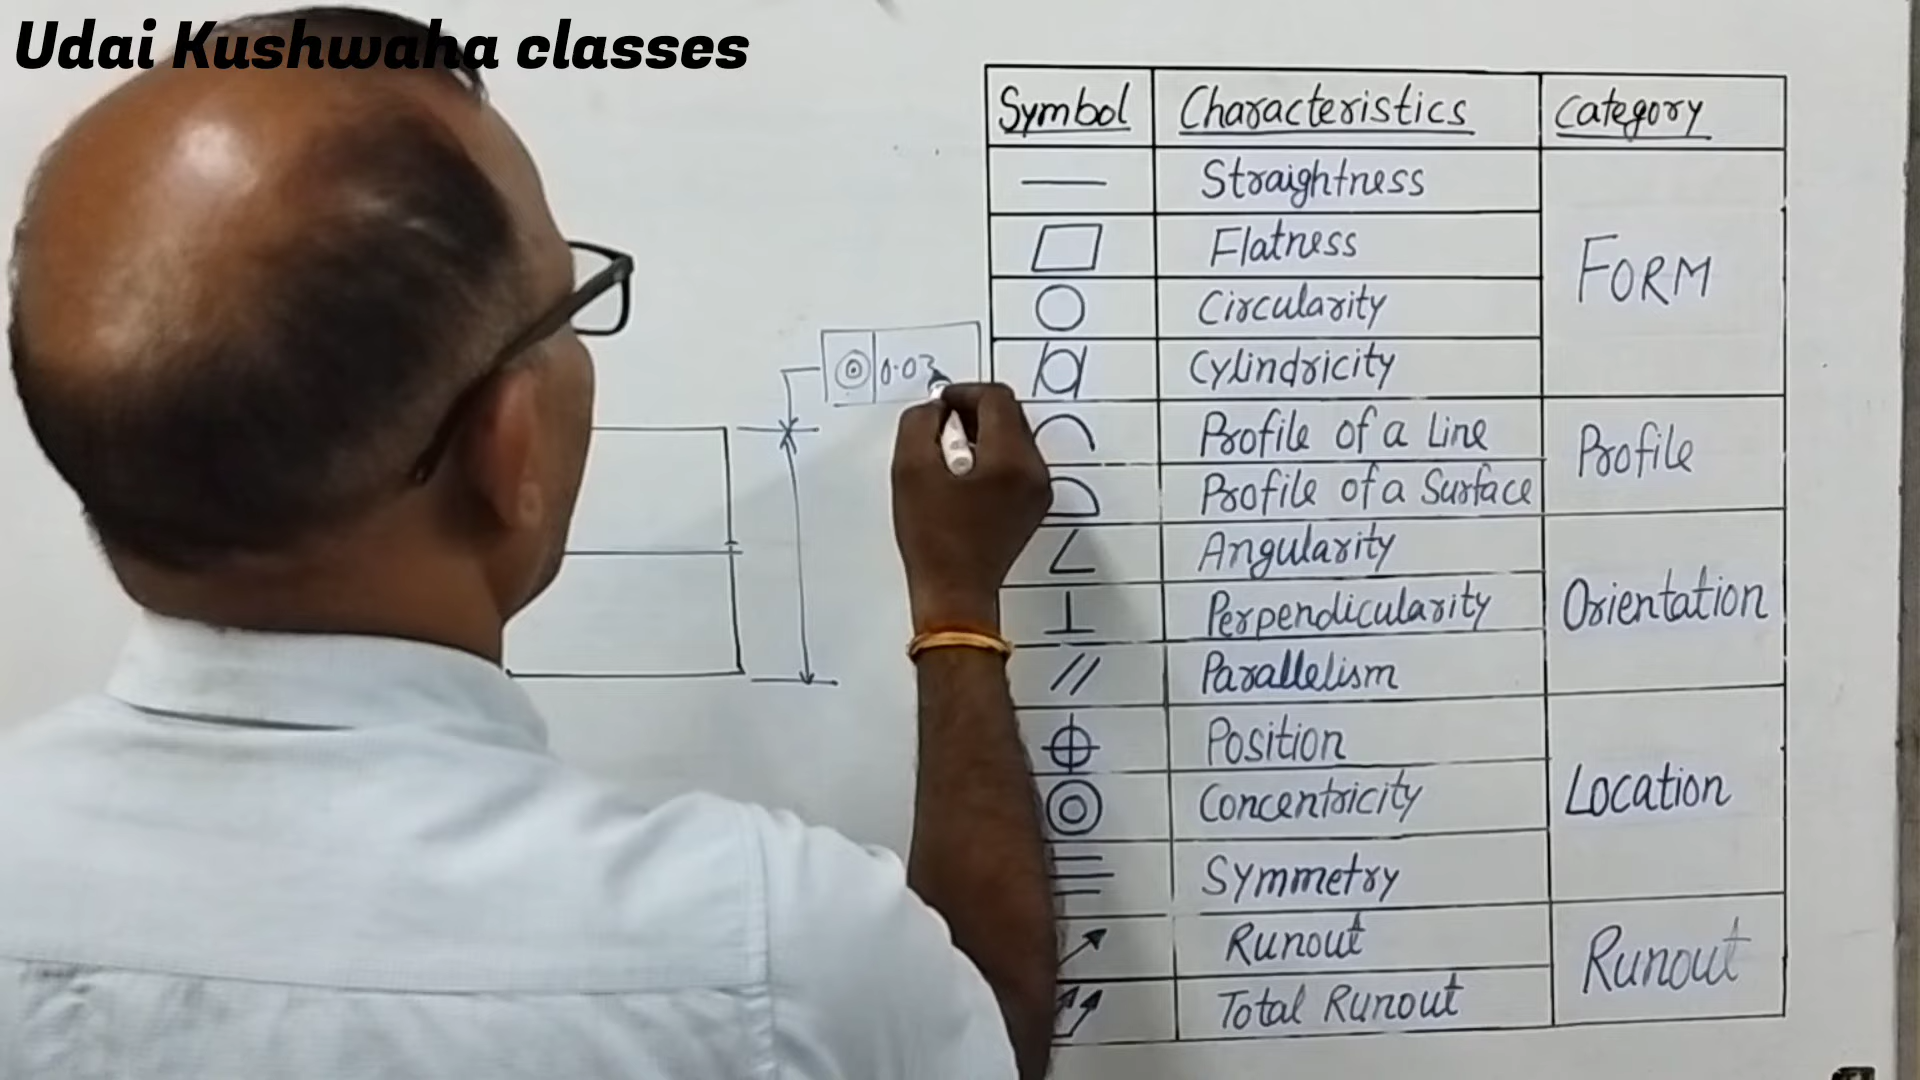 Udai Kushwaha classes
Symbol Characteristics Category
Straightness
Flatness
Circularity
Cylindricity
FORM
Profile of a Line
Profile of a Surface
Profile
Angularity
Perpendicularity
Parallelism
Orientation
Position
Concentricity
Symmetry
Location
Runout
Total Runout
Runout
0.03